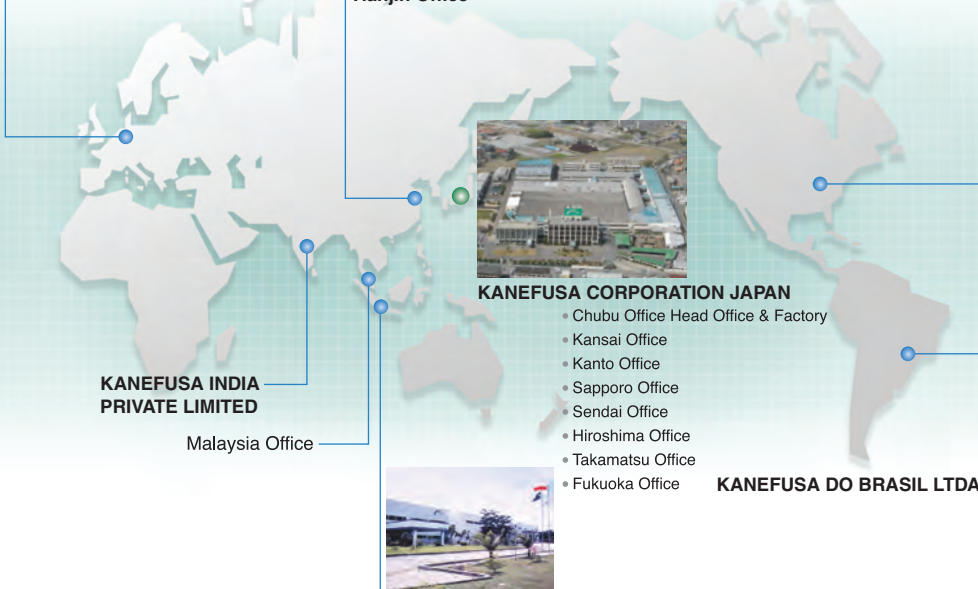 KANEFUSA CORPORATION JAPAN
• Chubu Office Head Office & Factory
• Kansai Office
• Kanto Office
• Sapporo Office
• Sendai Office
• Hiroshima Office
• Takamatsu Office
• Fukuoka Office
KANEFUSA INDIA
PRIVATE LIMITED
Malaysia Office
KANEFUSA DO BRASIL LTDA